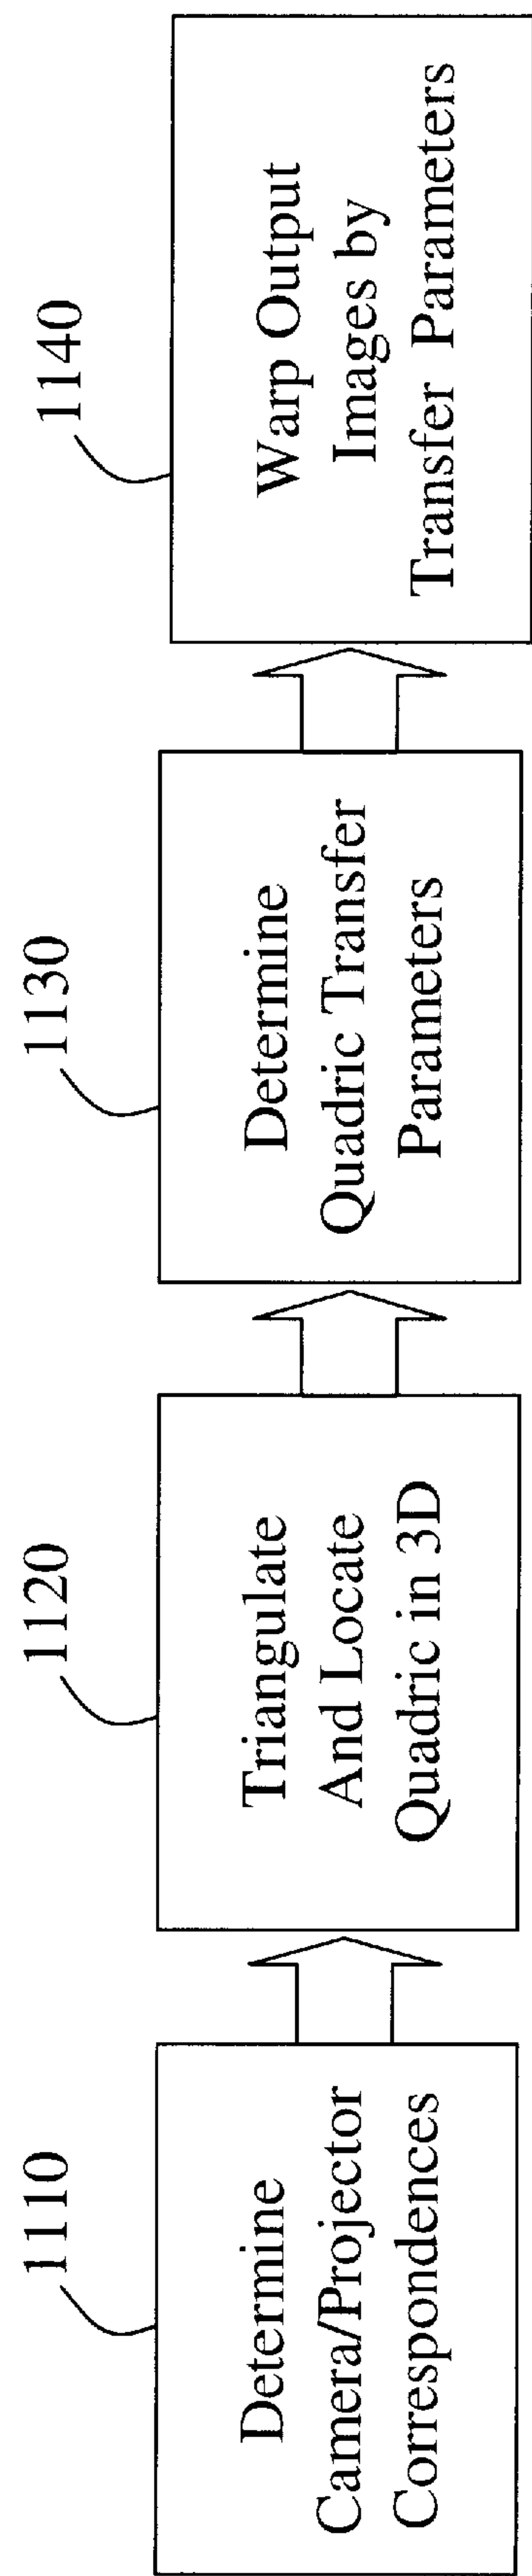 1110
Determine
Camera/Projector
Correspondences
1120
Triangulate
And Locate
Quadric in 3D
1130
Determine
Quadric Transfer
Parameters
1140
Warp Output
Images by
Transfer Parameters